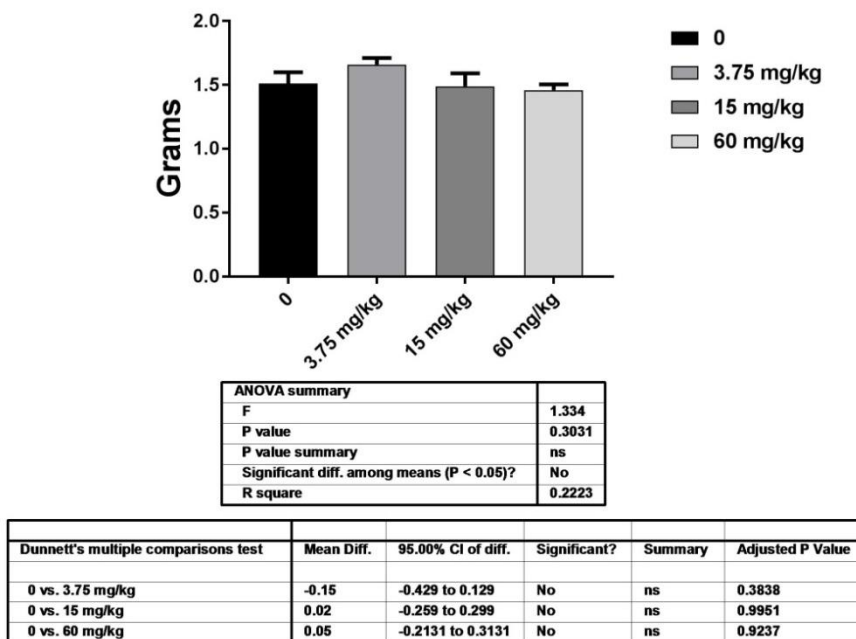 2.0
1.5
1.0
0.5
0.0
Grams
0
3.75 mg/kg
15 mg/kg
60 mg/kg
0
3.75 mg/kg
15 mg/kg
60 mg/kg
ANOVA summary
F 1.334
P value 0.3031
P value summary ns
Significant diff. among means (P < 0.05)? No
R square 0.2223
Dunnett's multiple comparisons test Mean Diff. 95.00% CI of diff. Significant? Summary Adjusted P Value
0 vs. 3.75 mg/kg -0.15 -0.429 to 0.129 No ns 0.3838
0 vs. 15 mg/kg 0.02 -0.259 to 0.299 No ns 0.9951
0 vs. 60 mg/kg 0.05 -0.2131 to 0.3131 No ns 0.9237